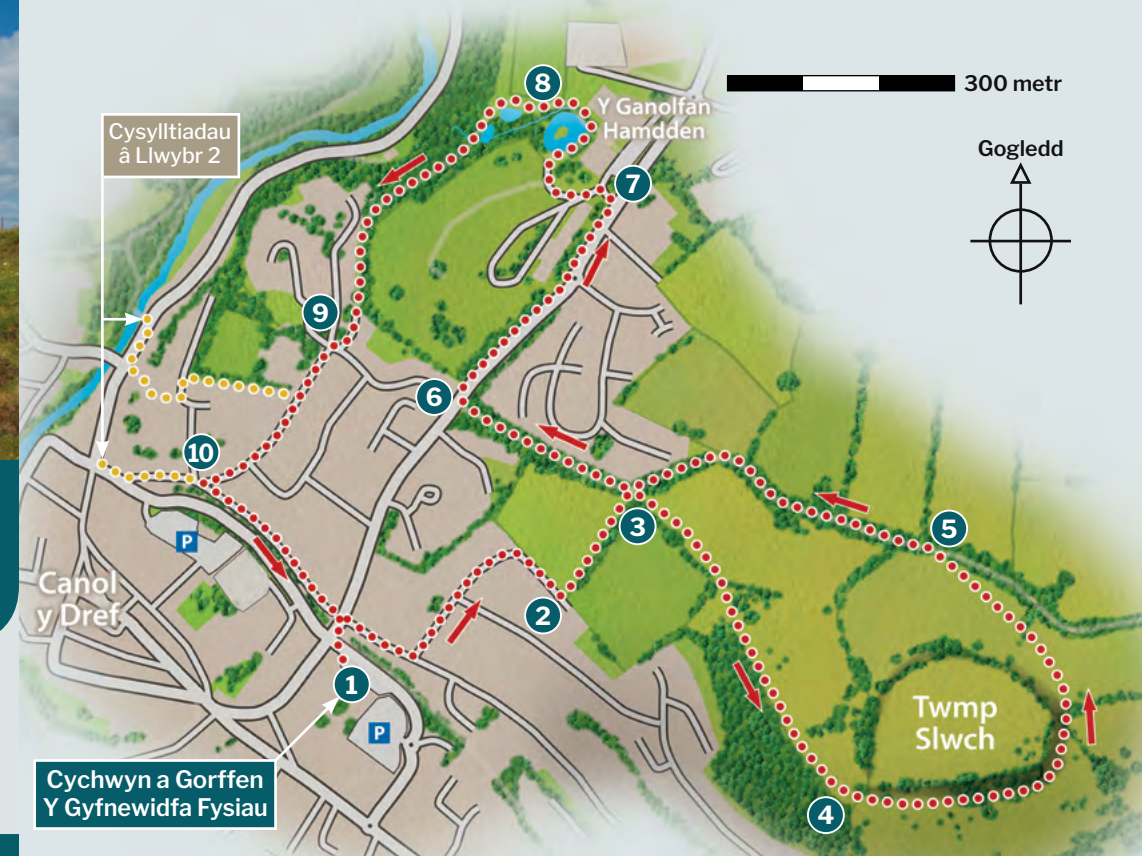 8
300 metr
Y Ganolfan
Hamdden
Cysylltiadau
â Llwybr 2
Gogledd
7
9
6
10
3
5
P
Canol
y Dref
2
1
Twmp
Slwch
P
Cychwyn a Gorffen
Y Gyfnewidfa Fysiau
4